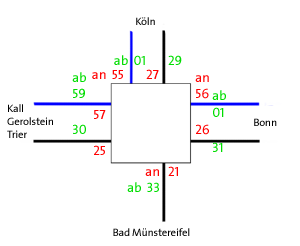 Köln
ab 01 29
an 55 27
ab
59
57
Kall
Gerolstein
Trier
30
25
an
56 ab
01
26
31
Bonn
an 21
ab 33
Bad Münstereifel